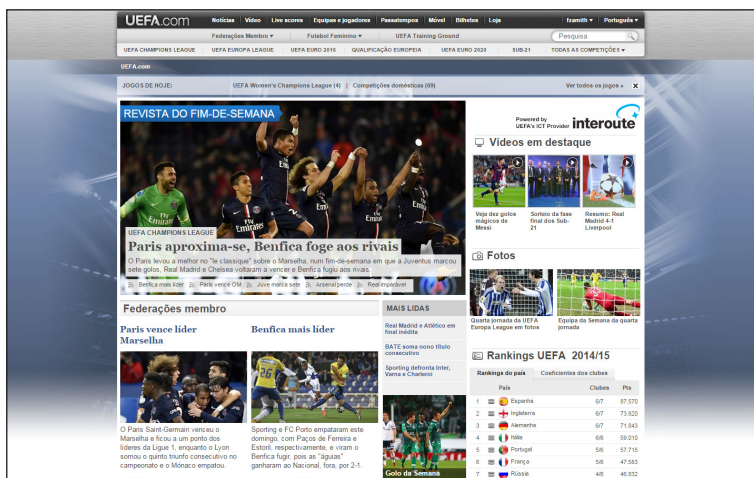 UEFA.com
Notícias Vídeo Live scores Equipas e jogadores Passatempos Móvel Bilhetes Loja
fzamith ▾ Português ▾
Federações Membro ▾ Futebol Feminino ▾ UEFA Training Ground
Pesquisa
UEFA CHAMPIONS LEAGUE UEFA EUROPA LEAGUE UEFA EURO 2016 QUALIFICAÇÃO EUROPEIA UEFA EURO 2020 SUB-21 TODAS AS COMPETIÇÕES ▾
UEFA.com
JOGOS DE HOJE: UEFA Women's Champions League (4) | Competições domésticas (69) Ver todos os jogos » X
REVISTA DO FIM-DE-SEMANA
Fly Emirates
UEFA CHAMPIONS LEAGUE
Paris aproxima-se, Benfica foge aos rivais
O Paris levou a melhor no "le classique" sobre o Marselha, num fim-de-semana em que a Juventus marcou
sete golos, Real Madrid e Chelsea voltaram a vencer e Benfica fugiu aos rivais.
Benfica mais líder Paris vence OM Juve marca sete Arsenal perde Real imparável
Powered by
UEFA's ICT Provider interoute
Vídeos em destaque
Veja dez golos
mágicos de
Messi
Sorteio da fase
final dos Sub-
21
Resumo: Real
Madrid 4-1
Liverpool
Fotos
Quarta jornada da UEFA
Europa League em fotos
Equipa da Semana da quarta
jornada
Federações membro
Paris vence líder
Marselha
O Paris Saint-Germain venceu o
Marselha e ficou a um ponto dos
líderes da Ligue 1, enquanto o Lyon
somou o quinto triunfo consecutivo no
campeonato e o Mónaco empatou.
Benfica mais líder
26
Sporting e FC Porto empataram este
domingo, com Paços de Ferreira e
Estoril, respectivamente, e viram o
Benfica fugir, pois as "águias"
ganharam ao Nacional, fora, por 2-1.
MAIS LIDAS
Real Madrid e Atlético em
final inédita
BATE soma nono título
consecutivo
Sporting defronta Inter,
Varna e Charleroi
Golo da Semana
Rankings UEFA 2014/15
Rankings do país Coeficientes dos clubes
País Clubes Pts
1 Espanha 6/7 87.570
2 Inglaterra 6/7 73.820
3 Alemanha 6/7 71.843
4 Itália 6/6 59.010
5 Portugal 5/6 57.715
6 França 5/6 47.583
7 Rússia 4/6 46.832